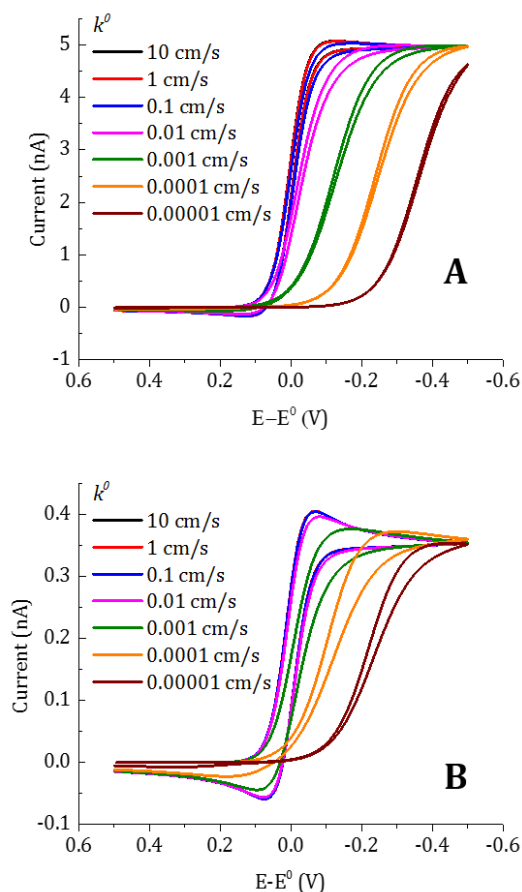 5
4
3
2
1
0
-1
Current (nA)
k⁰
10 cm/s
1 cm/s
0.1 cm/s
0.01 cm/s
0.001 cm/s
0.0001 cm/s
0.00001 cm/s
A
0.6 0.4 0.2 0.0 -0.2 -0.4 -0.6
E−E⁰ (V)
0.4
0.3
0.2
0.1
0.0
-0.1
Current (nA)
k⁰
10 cm/s
1 cm/s
0.1 cm/s
0.01 cm/s
0.001 cm/s
0.0001 cm/s
0.00001 cm/s
B
0.6 0.4 0.2 0.0 -0.2 -0.4 -0.6
E-E⁰ (V)